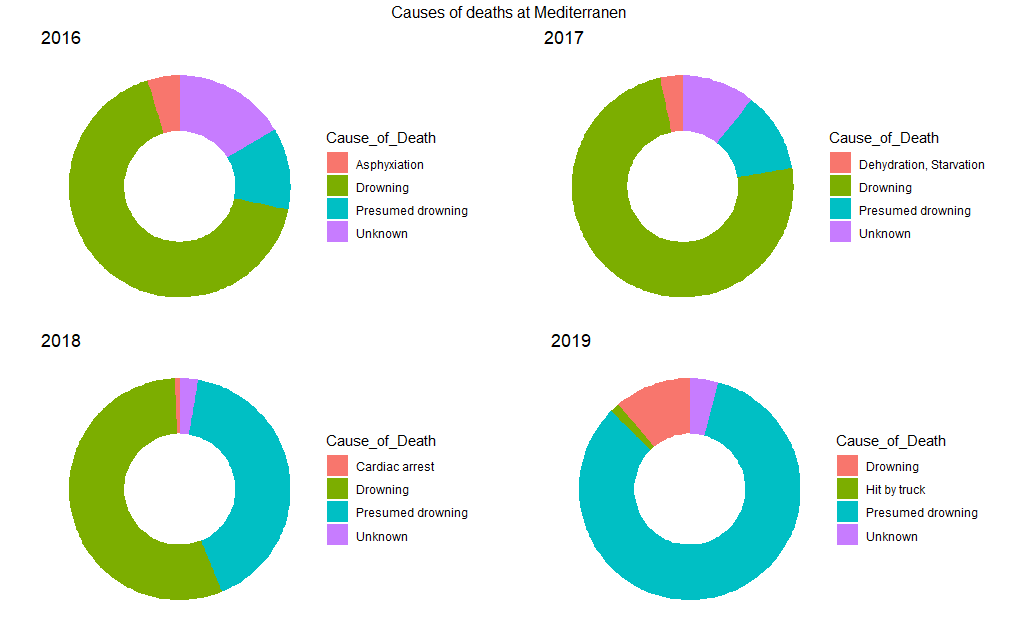 Causes of deaths at Mediterranen
2016
Cause_of_Death
Asphyxiation
Drowning
Presumed drowning
Unknown
2017
Cause_of_Death
Dehydration, Starvation
Drowning
Presumed drowning
Unknown
2018
Cause_of_Death
Cardiac arrest
Drowning
Presumed drowning
Unknown
2019
Cause_of_Death
Drowning
Hit by truck
Presumed drowning
Unknown